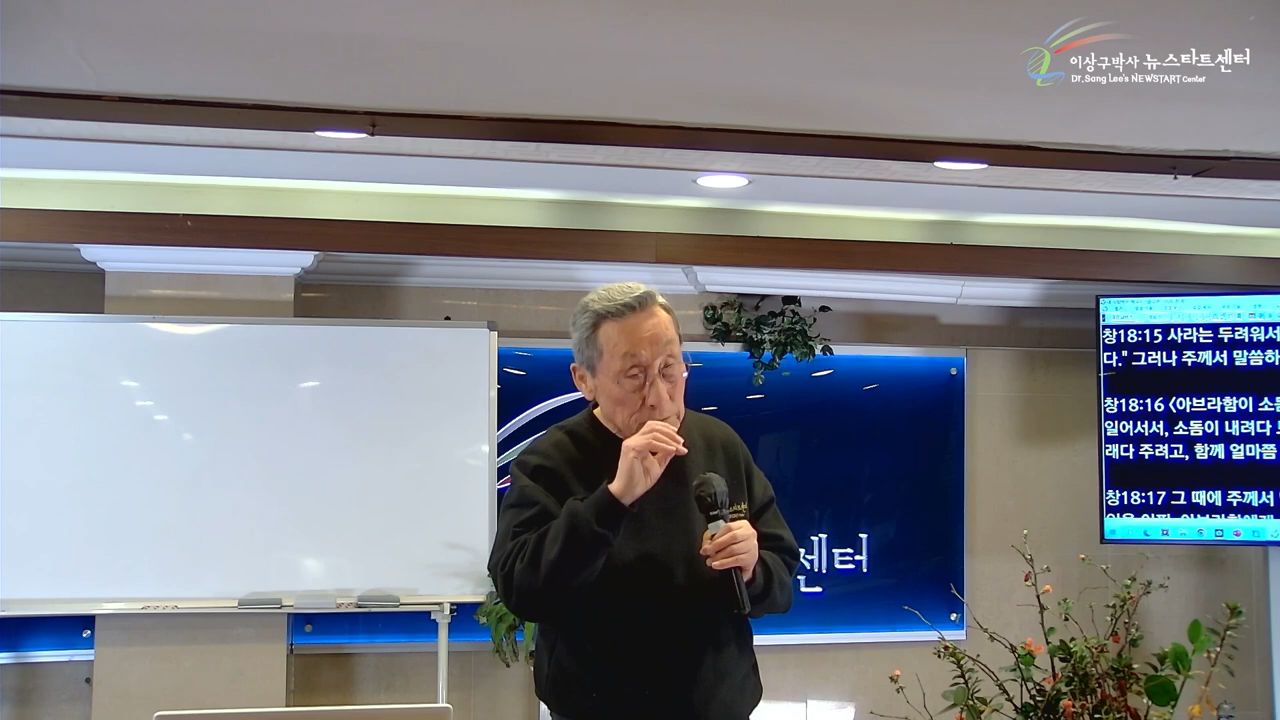 이상구박사 뉴스타트센터
Dr. Sang Lee's NEWSTART Center
창18:15 사라는 두려워서
다." 그러나 주께서 말씀하
창18:16 <아브라함이 소돔
일어서서, 소돔이 내려다
래다 주려고, 함께 얼마쯤
창18:17 그 때에 주께서
센터